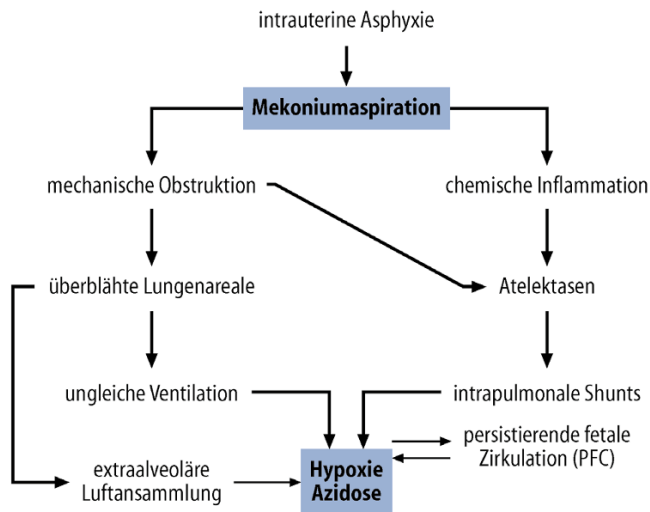 intrauterine Asphyxie
Mekoniumaspiration
mechanische Obstruktion
chemische Inflammation
überblähte Lungenareale
Atelektasen
ungleiche Ventilation
intrapulmonale Shunts
persistierende fetale
Zirkulation (PFC)
extraalveoläre
Luftansammlung
Hypoxie
Azidose